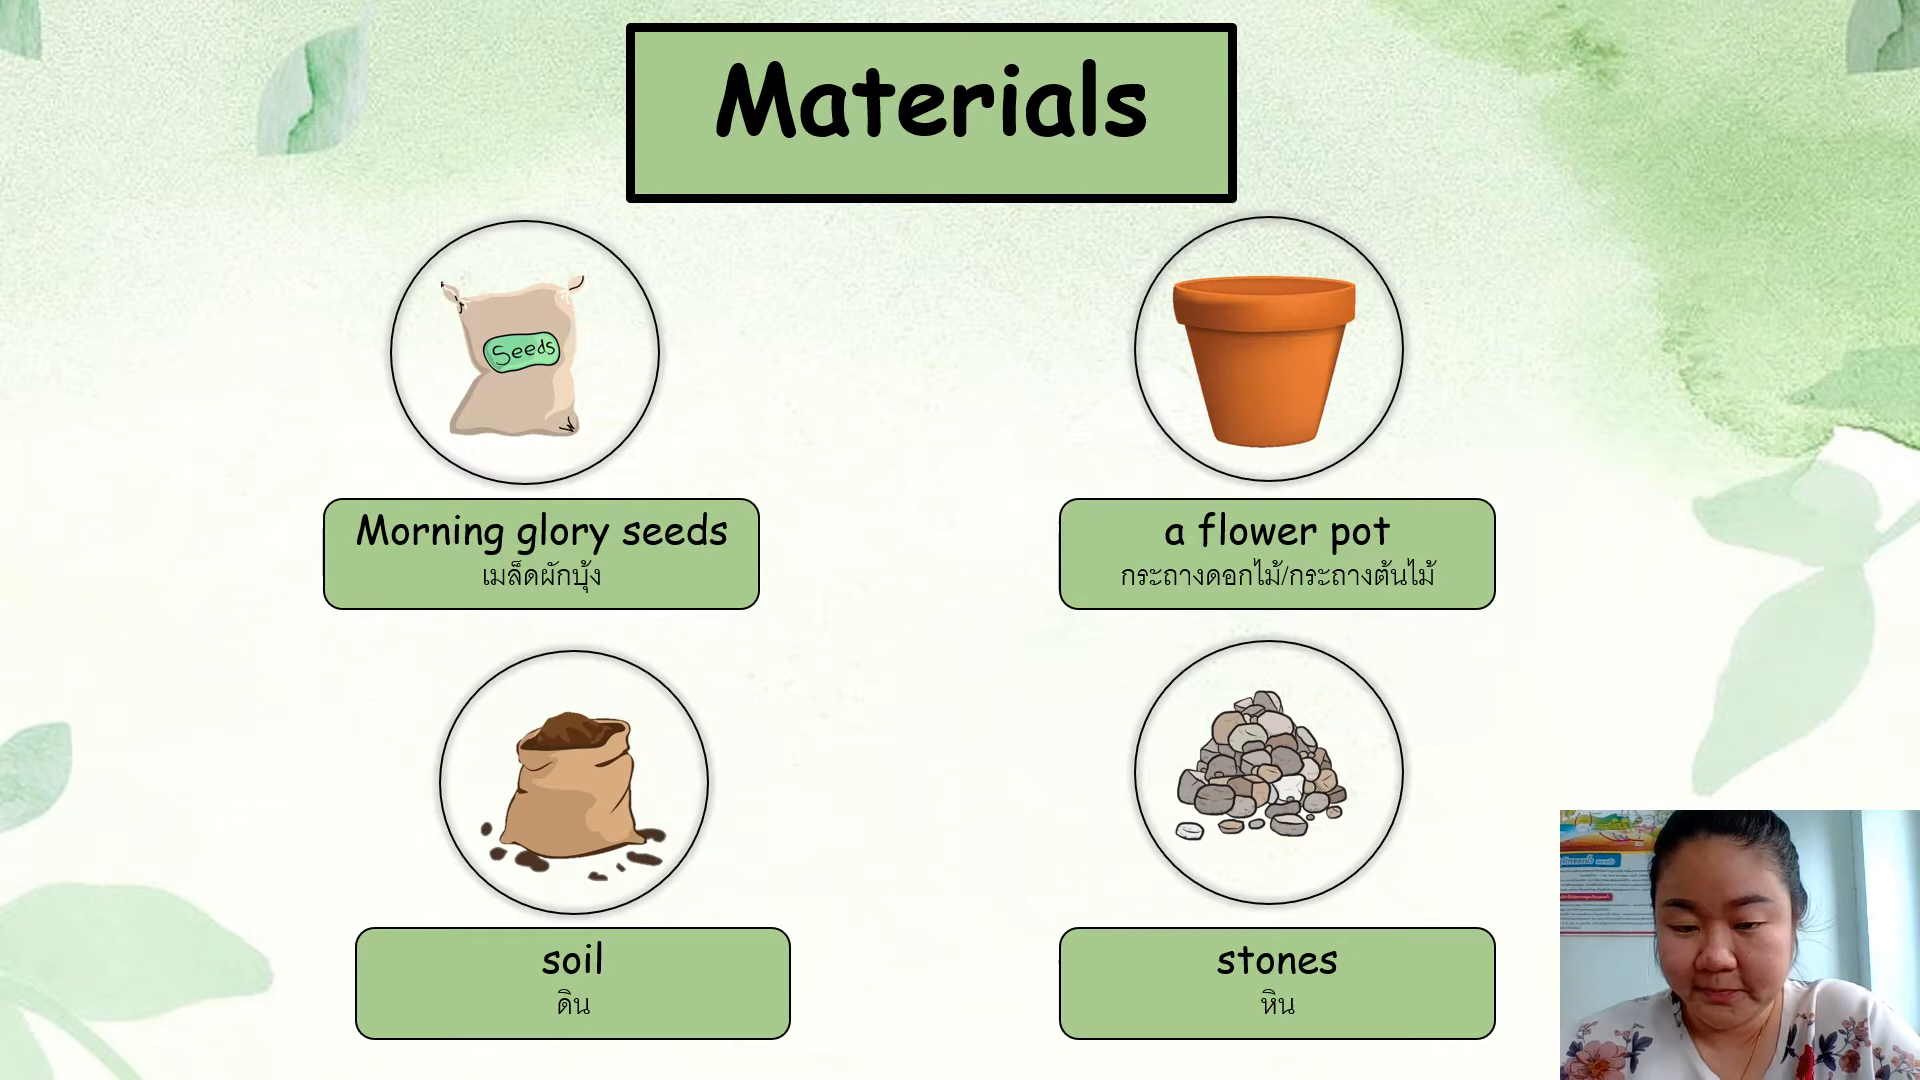 Materials
Seeds
Morning glory seeds
เมล็ดผักบุ้ง
a flower pot
กระถางดอกไม้/กระถางต้นไม้
soil
ดิน
stones
หิน